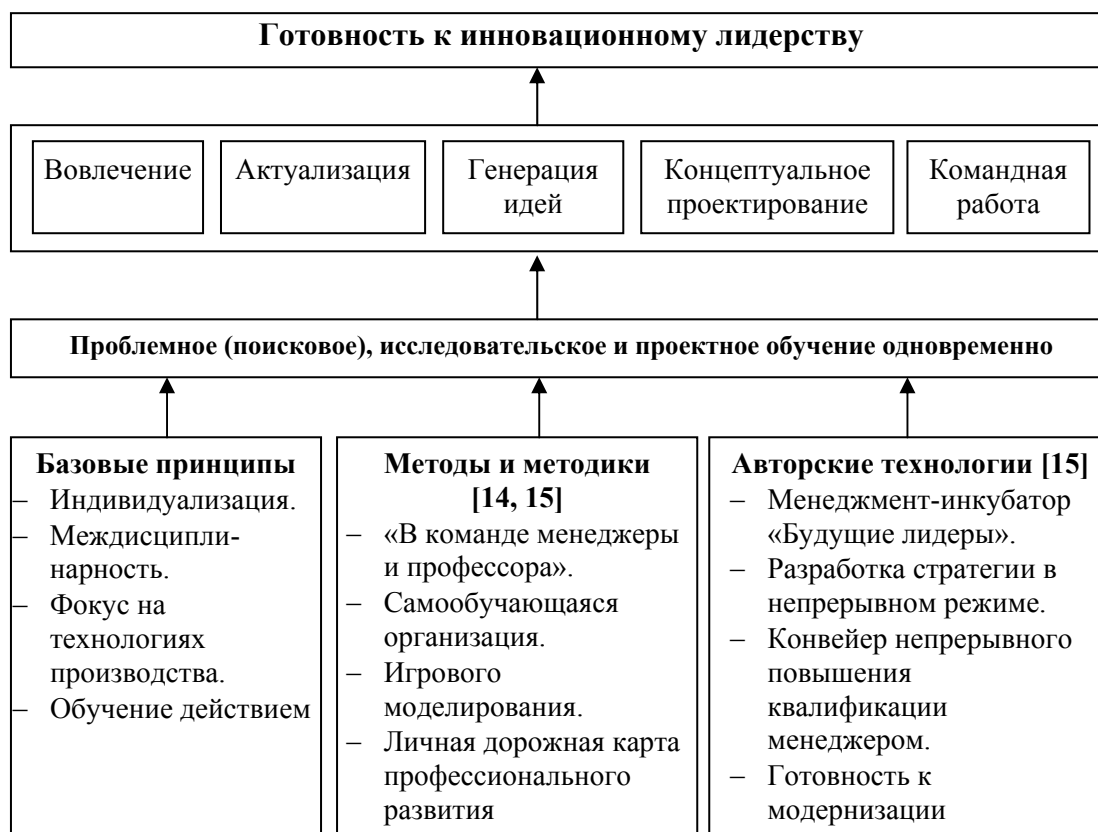 Готовность к инновационному лидерству
Вовлечение
Актуализация
Генерация
идей
Концептуальное
проектирование
Командная
работа
Проблемное (поисковое), исследовательское и проектное обучение одновременно
Базовые принципы
– Индивидуализация.
– Междисципли-
нарность.
– Фокус на
технологиях
производства.
– Обучение действием
Методы и методики
[14, 15]
– «В команде менеджеры
и профессора».
– Самообучающаяся
организация.
– Игрового
моделирования.
– Личная дорожная карта
профессионального
развития
Авторские технологии [15]
– Менеджмент-инкубатор
«Будущие лидеры».
– Разработка стратегии в
непрерывном режиме.
– Конвейер непрерывного
повышения
квалификации
менеджером.
– Готовность к
модернизации